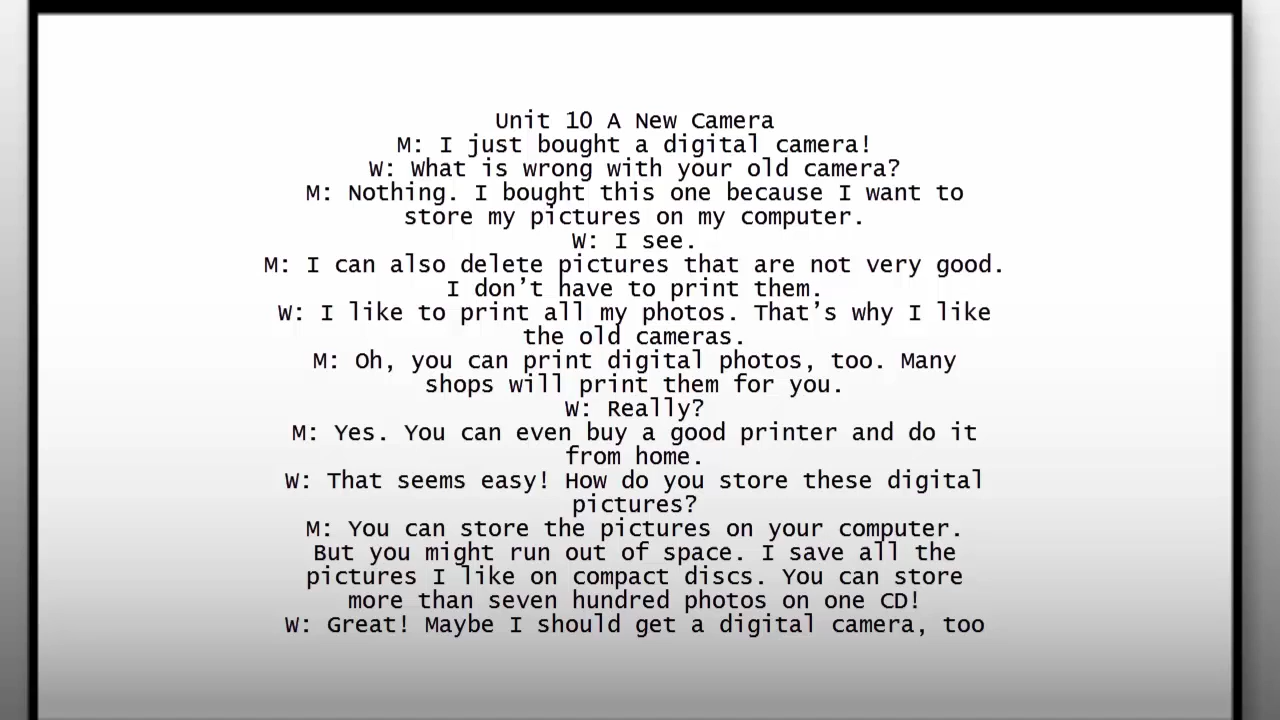 Unit 10 A New Camera
M: I just bought a digital camera!
W: What is wrong with your old camera?
M: Nothing. I bought this one because I want to
store my pictures on my computer.
W: I see.
M: I can also delete pictures that are not very good.
I don’t have to print them.
W: I like to print all my photos. That’s why I like
the old cameras.
M: Oh, you can print digital photos, too. Many
shops will print them for you.
W: Really?
M: Yes. You can even buy a good printer and do it
from home.
W: That seems easy! How do you store these digital
pictures?
M: You can store the pictures on your computer.
But you might run out of space. I save all the
pictures I like on compact discs. You can store
more than seven hundred photos on one CD!
W: Great! Maybe I should get a digital camera, too